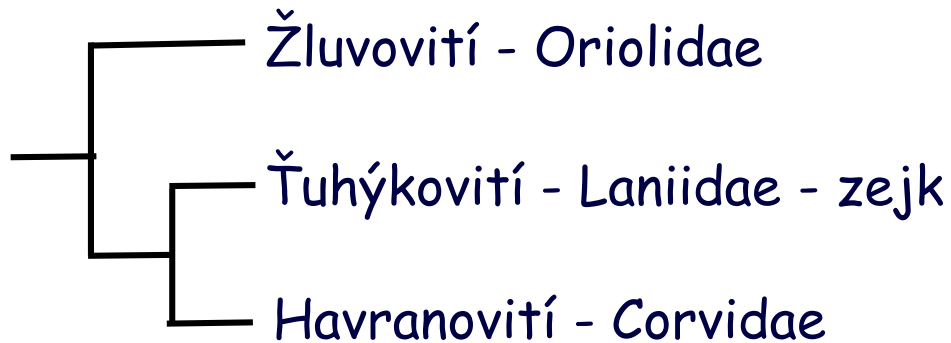 Žluvovití - Oriolidae
Ťuhýkovití - Laniidae - zejk
Havranovití - Corvidae